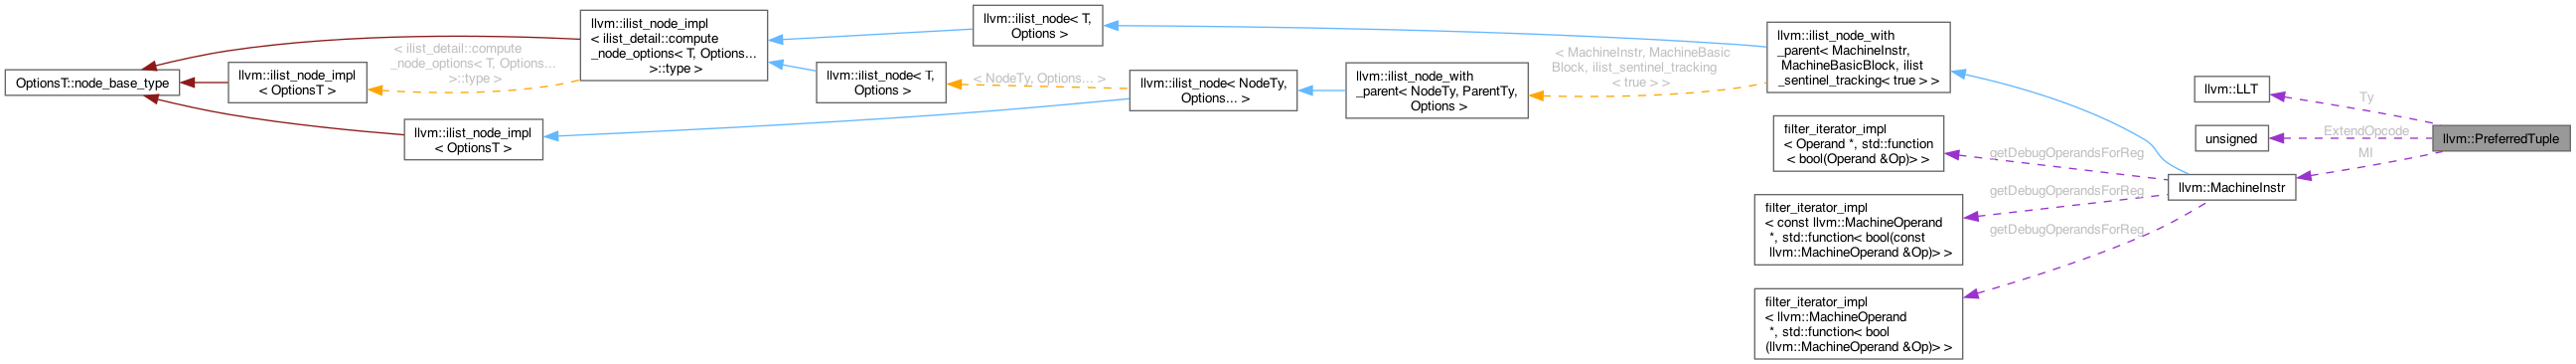 OptionsT::node_base_type
llvm::ilist_node_impl
< OptionsT >
< ilist_detail::compute
_node_options< T, Options...
>::type >
llvm::ilist_node_impl
< OptionsT >
llvm::ilist_node_impl
< ilist_detail::compute
_node_options< T, Options...
>::type >
llvm::ilist_node< T,
Options >
llvm::ilist_node< T,
Options >
< NodeTy, Options... >
llvm::ilist_node< NodeTy,
Options... >
llvm::ilist_node_with
_parent< NodeTy, ParentTy,
Options >
< MachineInstr, MachineBasic
Block, ilist_sentinel_tracking
< true > >
llvm::ilist_node_with
_parent< MachineInstr,
MachineBasicBlock, ilist
_sentinel_tracking< true > >
filter_iterator_impl
< Operand *, std::function
< bool(Operand &Op)> >
filter_iterator_impl
< const llvm::MachineOperand
*, std::function< bool(const
llvm::MachineOperand &Op)> >
filter_iterator_impl
< llvm::MachineOperand
*, std::function< bool
(llvm::MachineOperand &Op)> >
getDebugOperandsForReg
getDebugOperandsForReg
getDebugOperandsForReg
llvm::LLT
unsigned
llvm::MachineInstr
Ty
ExtendOpcode
MI
llvm::PreferredTuple